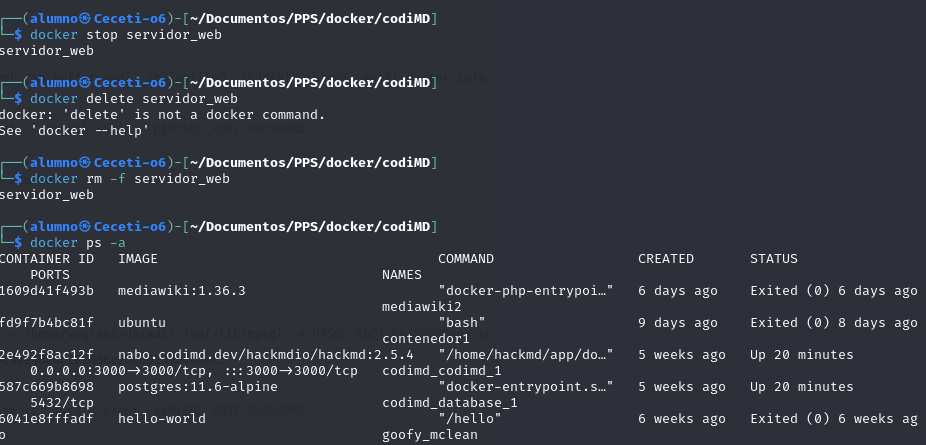 ┌──(alumno㉿Ceceti-o6)-[~/Documentos/PPS/docker/codiMD]
└─$ docker stop servidor_web
servidor_web
┌──(alumno㉿Ceceti-o6)-[~/Documentos/PPS/docker/codiMD]
└─$ docker delete servidor_web
docker: 'delete' is not a docker command.
See 'docker --help'
┌──(alumno㉿Ceceti-o6)-[~/Documentos/PPS/docker/codiMD]
└─$ docker rm -f servidor_web
servidor_web
┌──(alumno㉿Ceceti-o6)-[~/Documentos/PPS/docker/codiMD]
└─$ docker ps -a
CONTAINER ID   IMAGE                                   COMMAND                  CREATED       STATUS
    PORTS                                       NAMES
1609d41f493b   mediawiki:1.36.3                        "docker-php-entrypoi…"   6 days ago    Exited (0) 6 days ago
                                                mediawiki2
fd9f7b4bc81f   ubuntu                                  "bash"                   9 days ago    Exited (0) 8 days ago
                                                contenedor1
2e492f8ac12f   nabo.codimd.dev/hackmdio/hackmd:2.5.4   "/home/hackmd/app/do…"   5 weeks ago   Up 20 minutes
    0.0.0.0:3000->3000/tcp, :::3000->3000/tcp   codimd_codimd_1
587c669b8698   postgres:11.6-alpine                    "docker-entrypoint.s…"   5 weeks ago   Up 20 minutes
    5432/tcp                                    codimd_database_1
6041e8fffadf   hello-world                             "/hello"                 6 weeks ago   Exited (0) 6 weeks ag
o                                               goofy_mclean